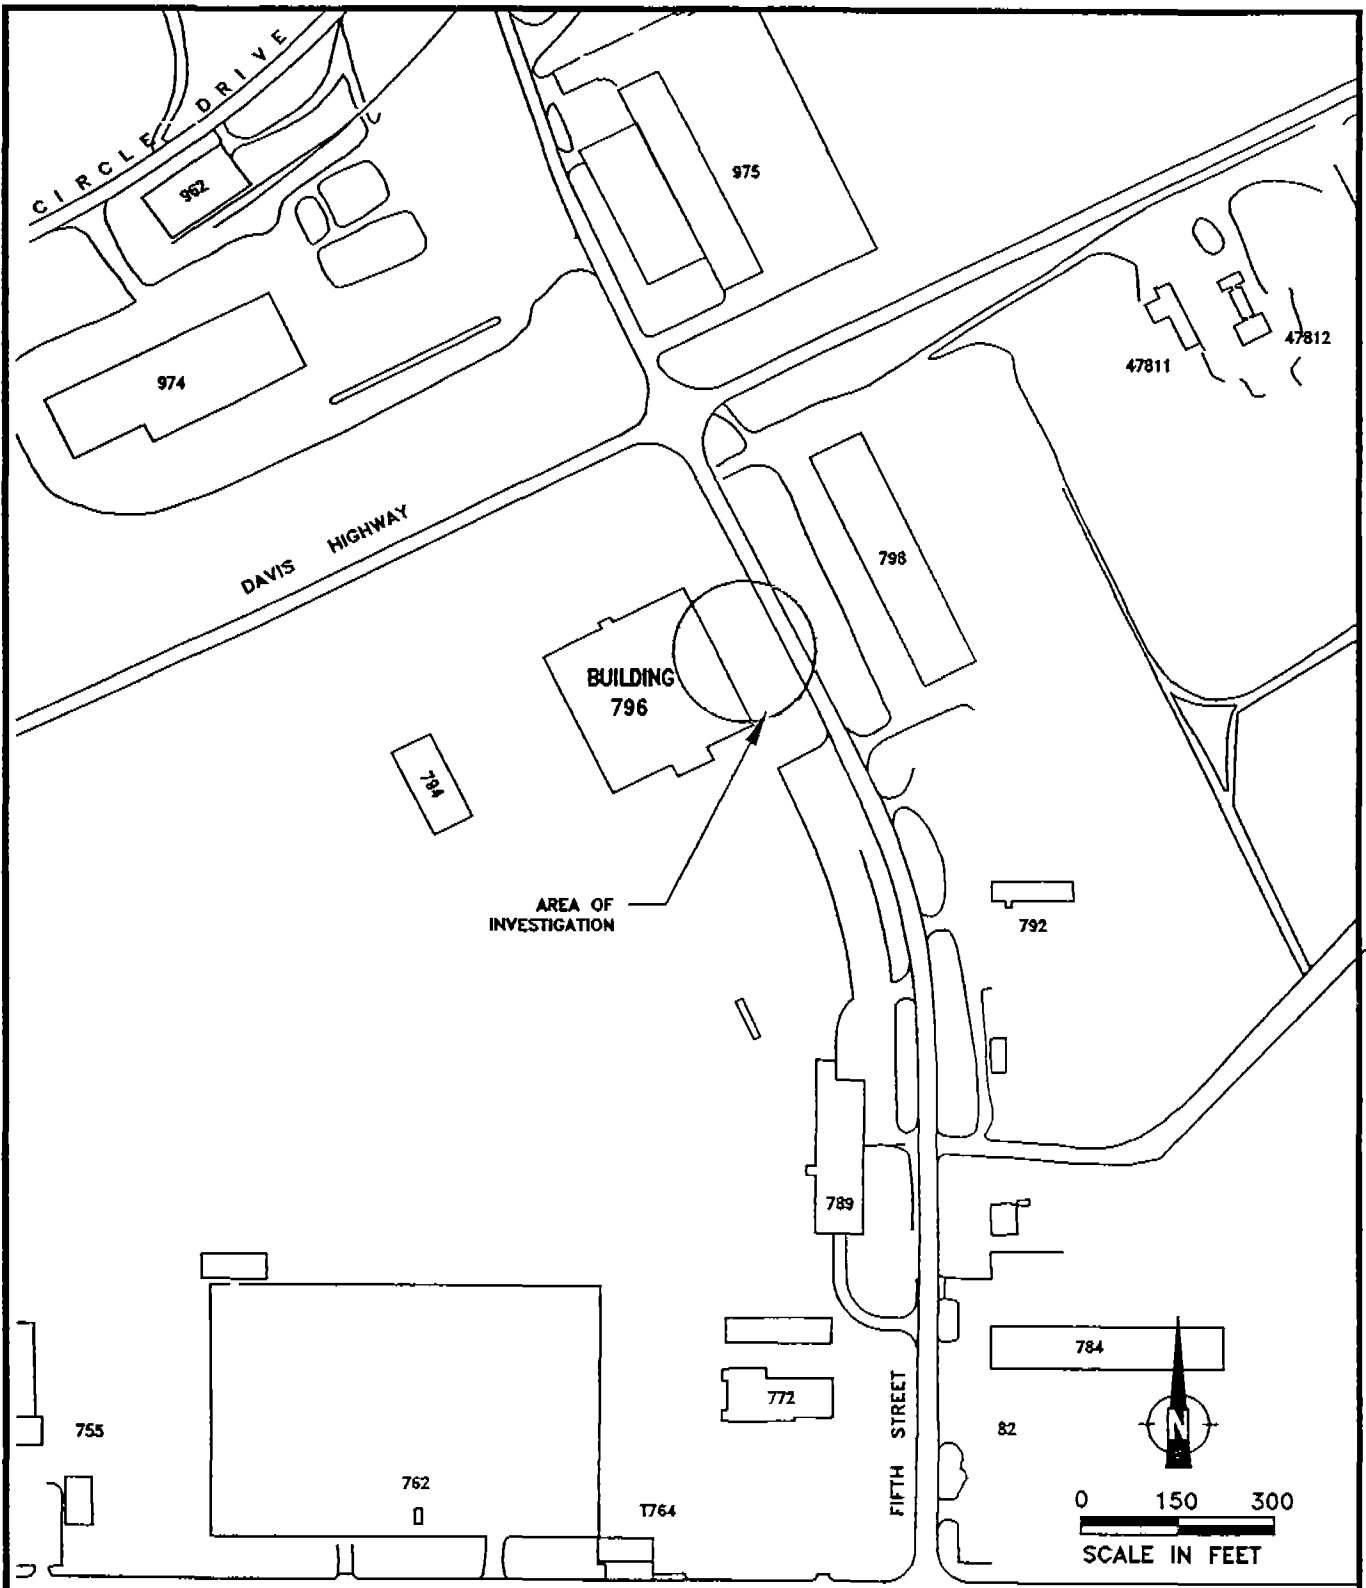 CIRCLE DRIVE
962
975
974
47812
47811
DAVIS HIGHWAY
798
BUILDING
796
794
AREA OF
INVESTIGATION
792
789
784
772
FIFTH STREET
755
82
762
T764
N
0 150 300
SCALE IN FEET